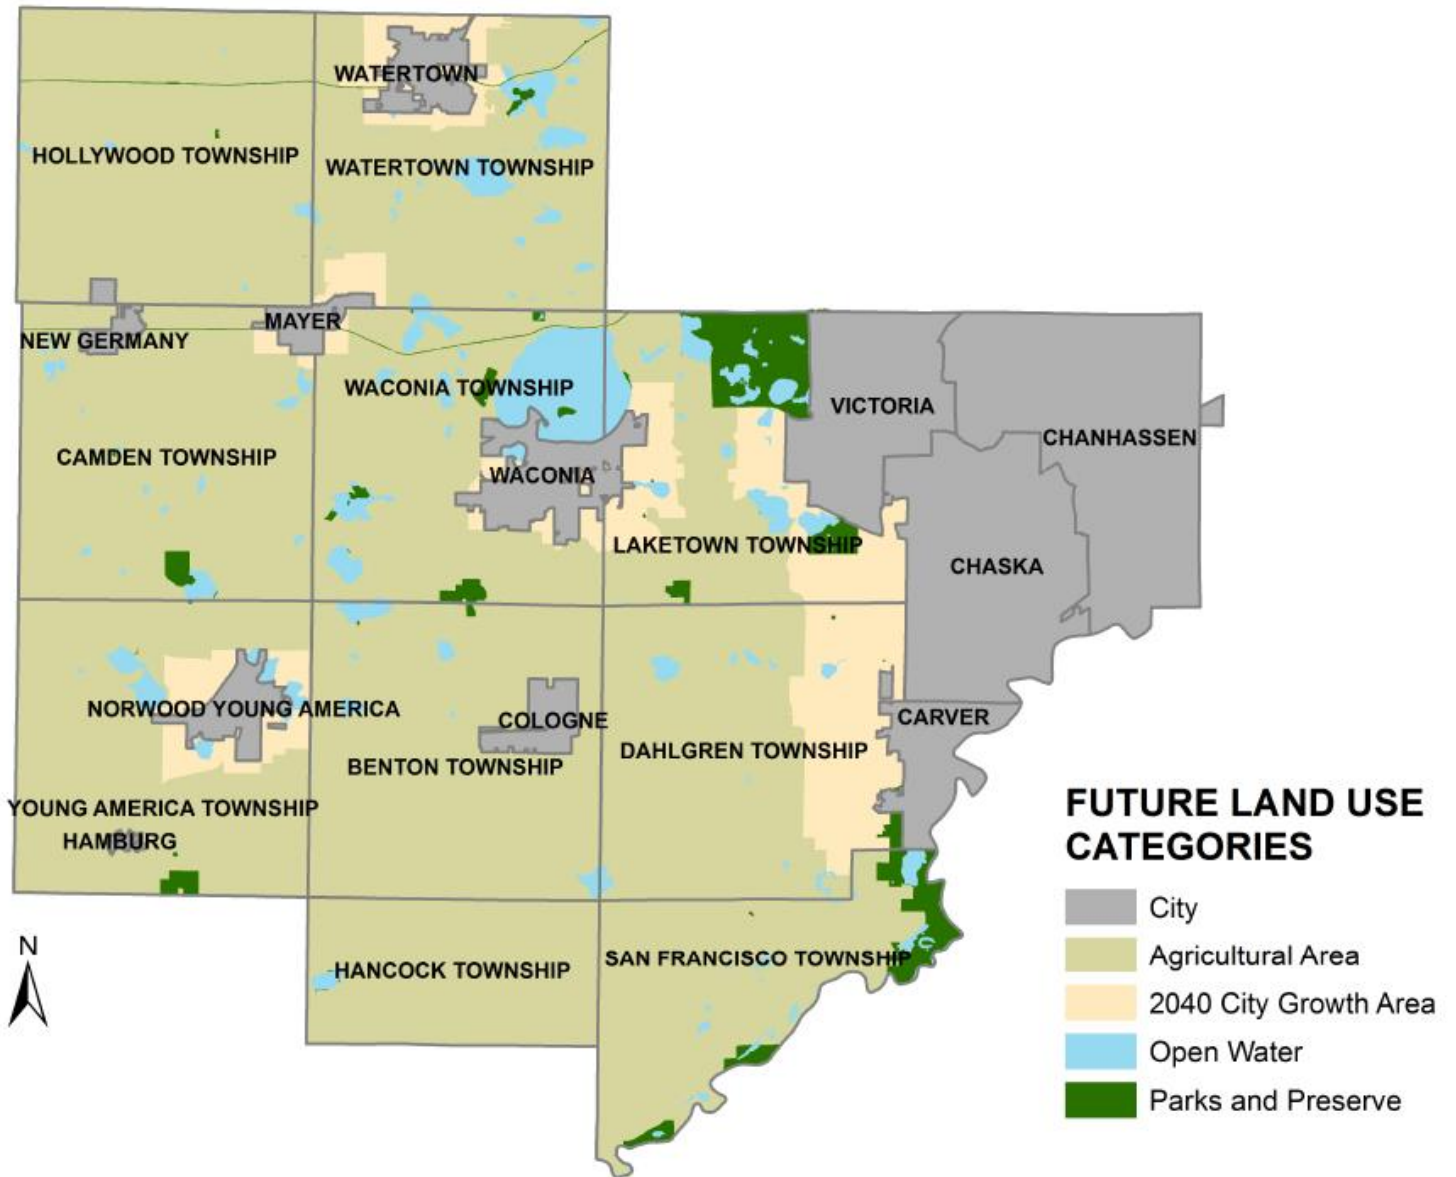 WATERTOWN
HOLLYWOOD TOWNSHIP
WATERTOWN TOWNSHIP
MAYER
NEW GERMANY
WACONIA TOWNSHIP
VICTORIA
CHANHASSEN
CAMDEN TOWNSHIP
WACONIA
LAKETOWN TOWNSHIP
CHASKA
NORWOOD YOUNG AMERICA
COLOGNE
CARVER
DAHLGREN TOWNSHIP
BENTON TOWNSHIP
YOUNG AMERICA TOWNSHIP
HAMBURG
HANCOCK TOWNSHIP
SAN FRANCISCO TOWNSHIP
N
FUTURE LAND USE
CATEGORIES
City
Agricultural Area
2040 City Growth Area
Open Water
Parks and Preserve